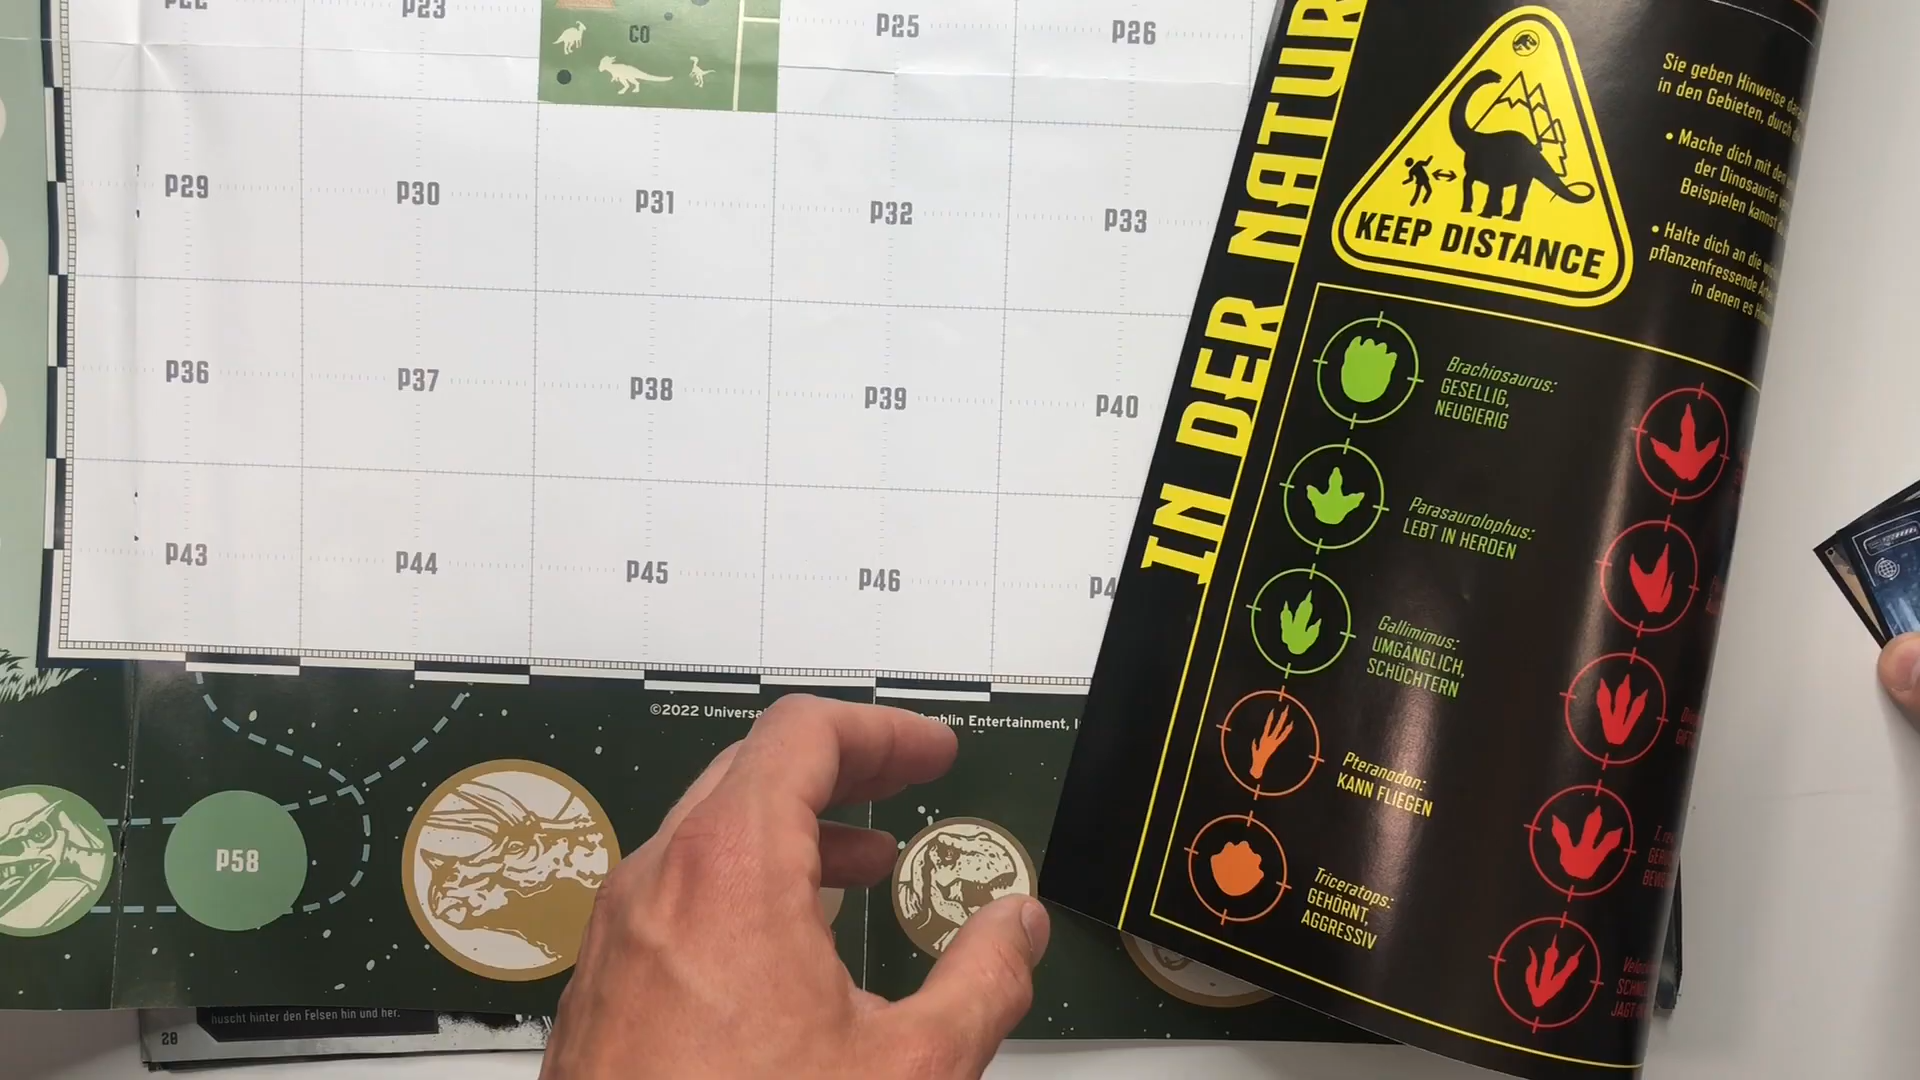 P23
CO
P25
P26
P29
P30
P31
P32
P33
P36
P37
P38
P39
P40
P43
P44
P45
P46
©2022 Universal
Amblin Entertainment,
P58
huscht hinter den Felsen hin und her.
28
IN DER NATUR
KEEP DISTANCE
Sie geben Hinweise
in den Gebieten, durch
• Mache dich mit den
der Dinosaurier
Beispielen kannst
• Halte dich an die
pflanzenfressende
in denen es
Brachiosaurus:
GESELLIG,
NEUGIERIG
Parasaurolophus:
LEBT IN HERDEN
Gallimimus:
UMGÄNGLICH,
SCHÜCHTERN
Pteranodon:
KANN FLIEGEN
Triceratops:
GEHÖRNT,
AGGRESSIV